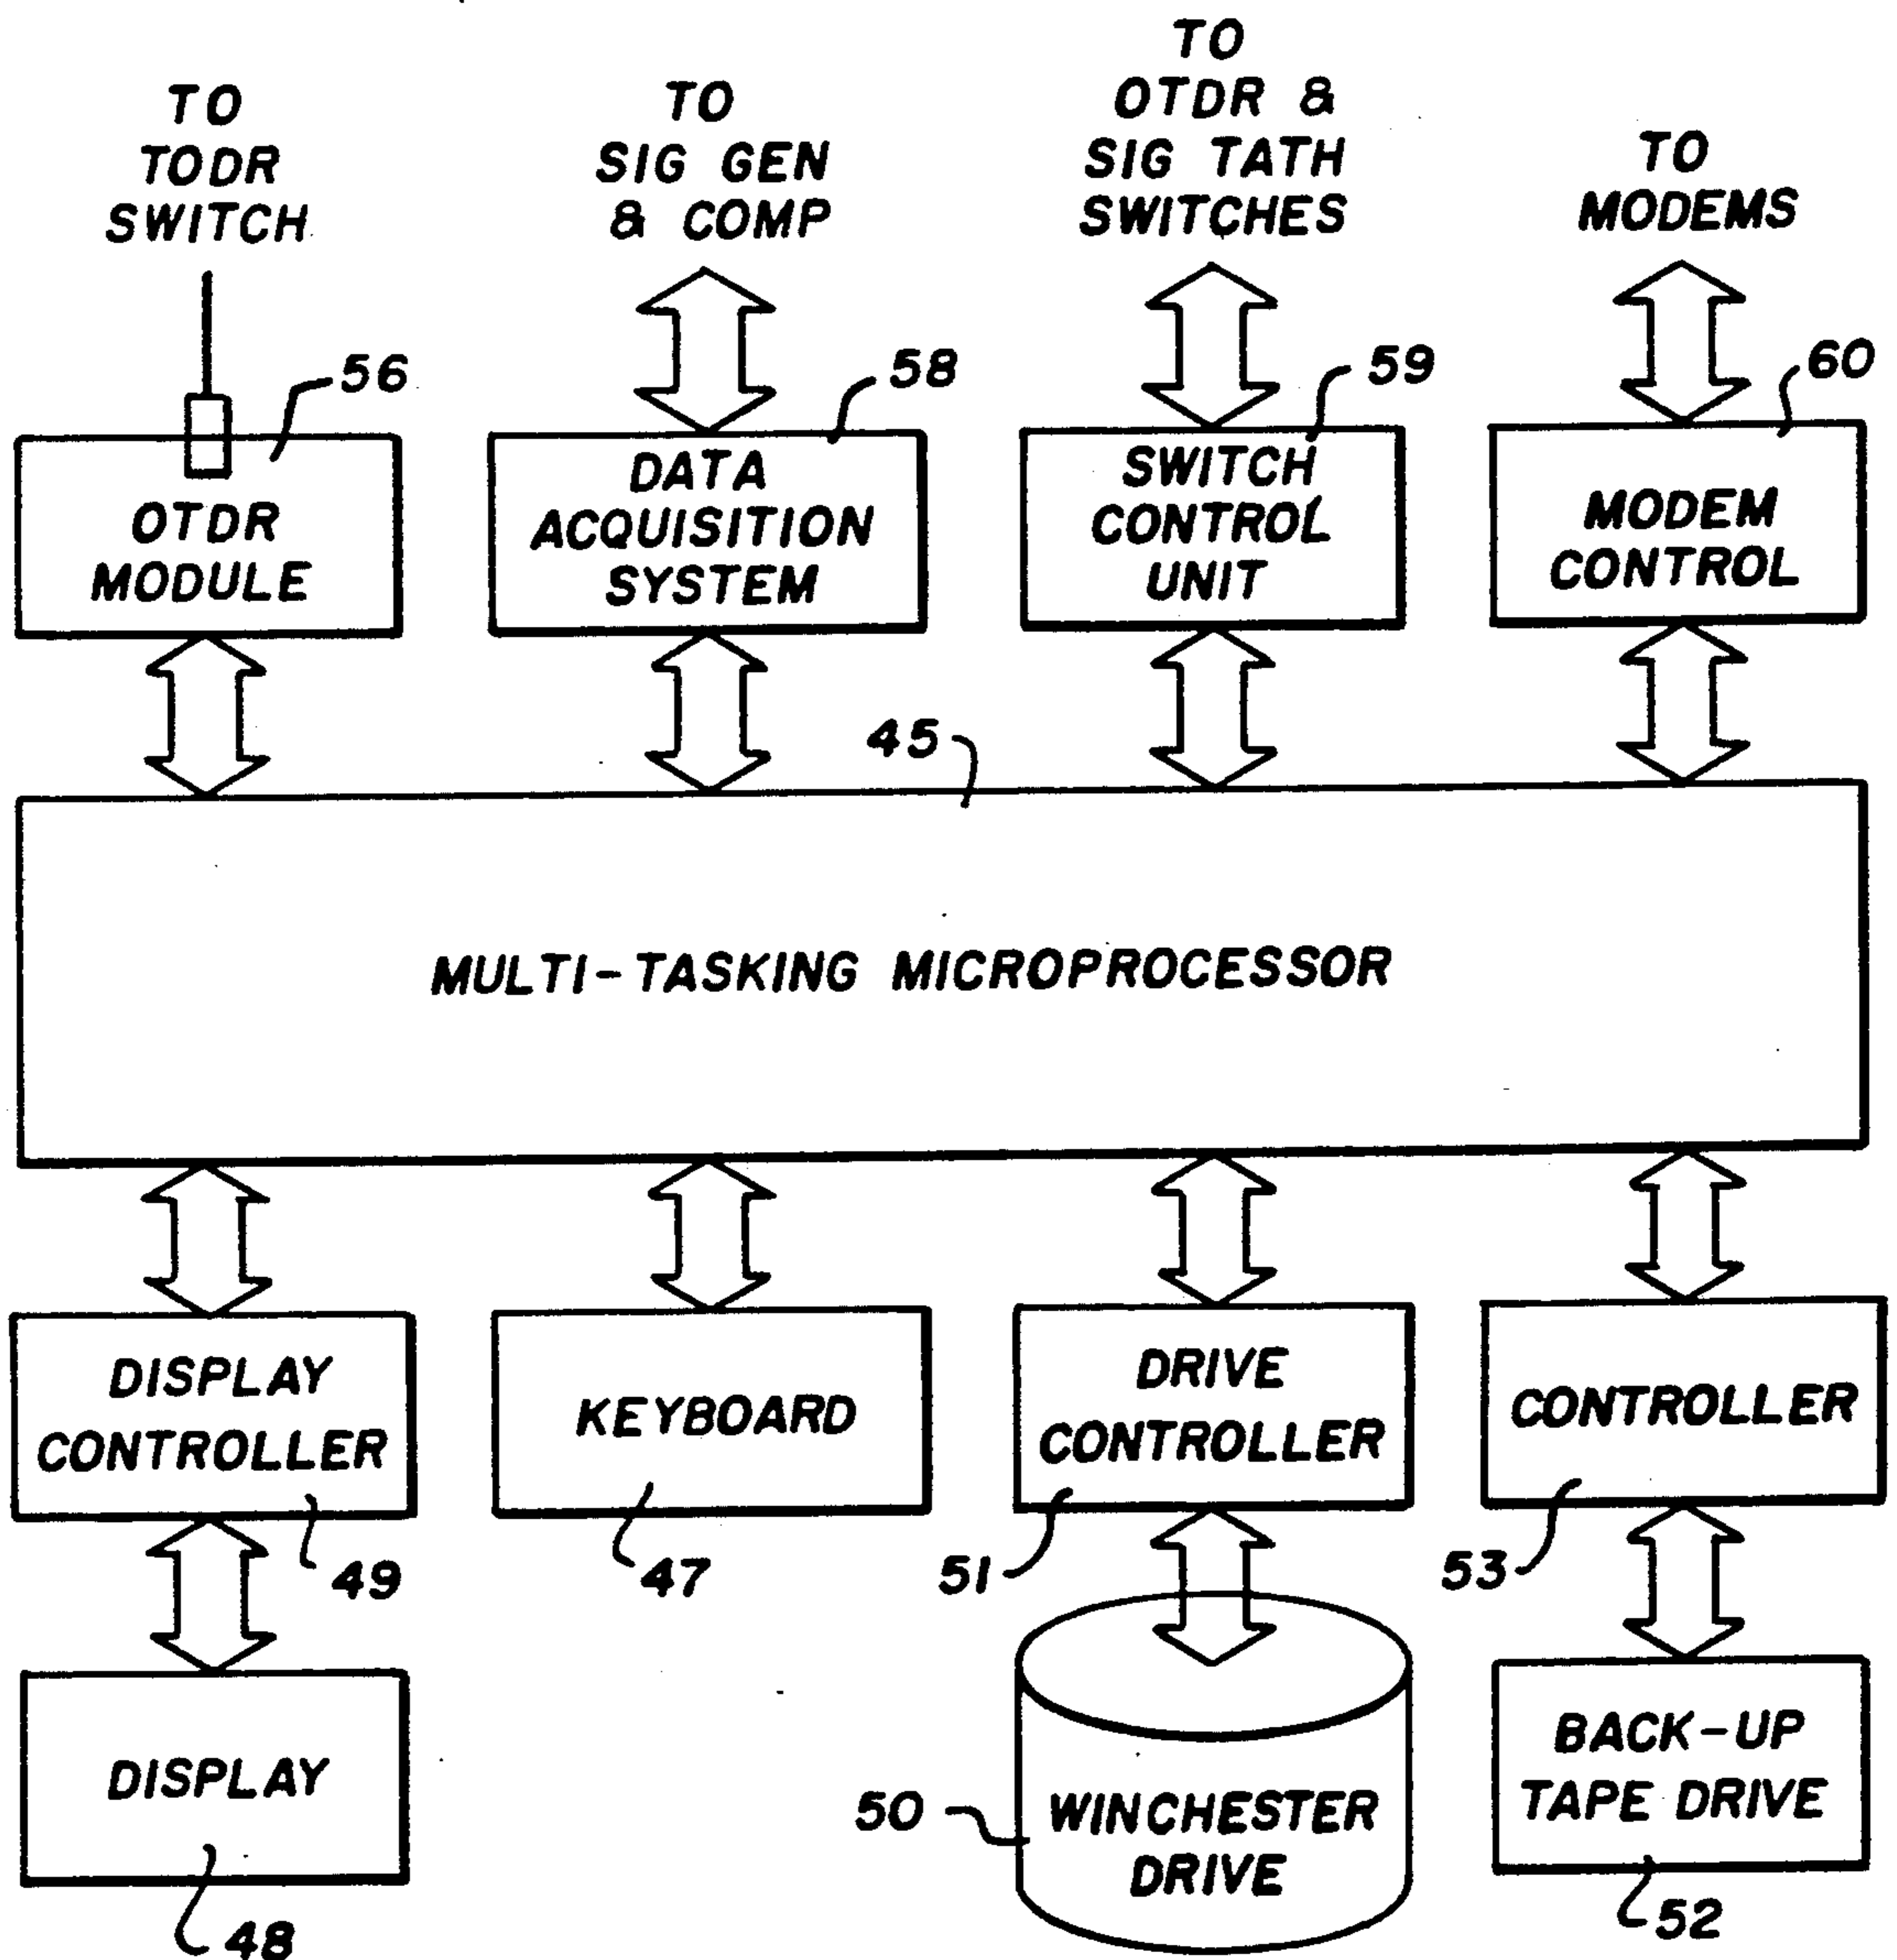 TO
TODR
SWITCH
TO
SIG GEN
& COMP
TO
OTDR &
SIG TATH
SWITCHES
TO
MODEMS
56
58
59
60
OTDR
MODULE
DATA
ACQUISITION
SYSTEM
SWITCH
CONTROL
UNIT
MODEM
CONTROL
45
MULTI-TASKING MICROPROCESSOR
DISPLAY
CONTROLLER
KEYBOARD
DRIVE
CONTROLLER
CONTROLLER
49
47
51
53
DISPLAY
WINCHESTER
DRIVE
BACK-UP
TAPE DRIVE
48
50
52